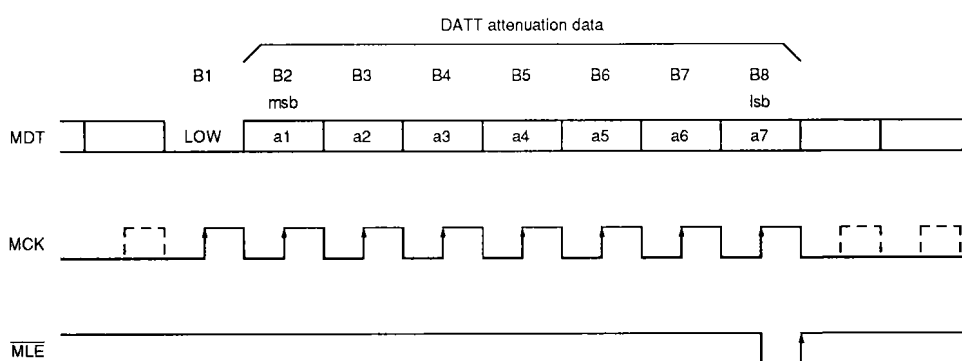 DATT attenuation data
B1 B2 B3 B4 B5 B6 B7 B8
msb lsb
MDT LOW a1 a2 a3 a4 a5 a6 a7
MCK
MLE